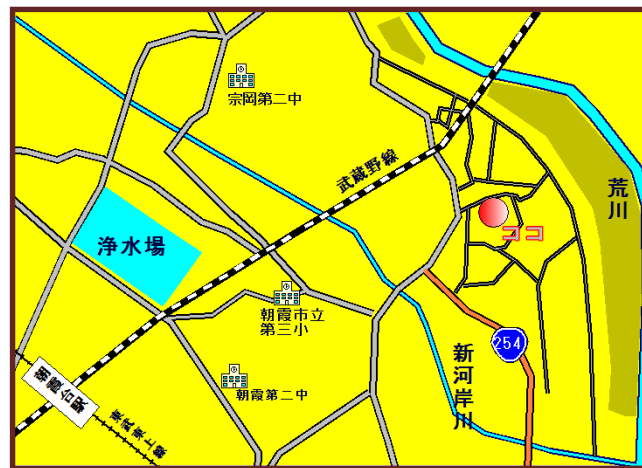 宗岡第二中
武蔵野線
荒川
ココ
浄水場
朝霞市立
第三小
254
新河岸川
朝霞第二中
朝霞台駅
東武東上線